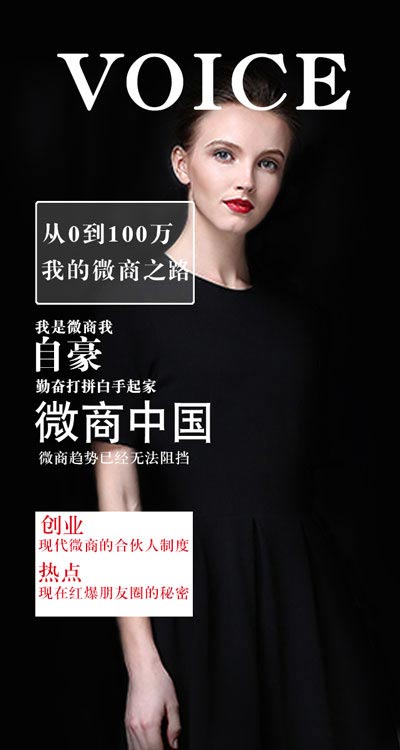 VOICE
从0到100万
我的微商之路
我是微商我
自豪
勤奋打拼白手起家
微商中国
微商趋势已经无法阻挡
创业
现代微商的合伙人制度
热点
现在红爆朋友圈的秘密